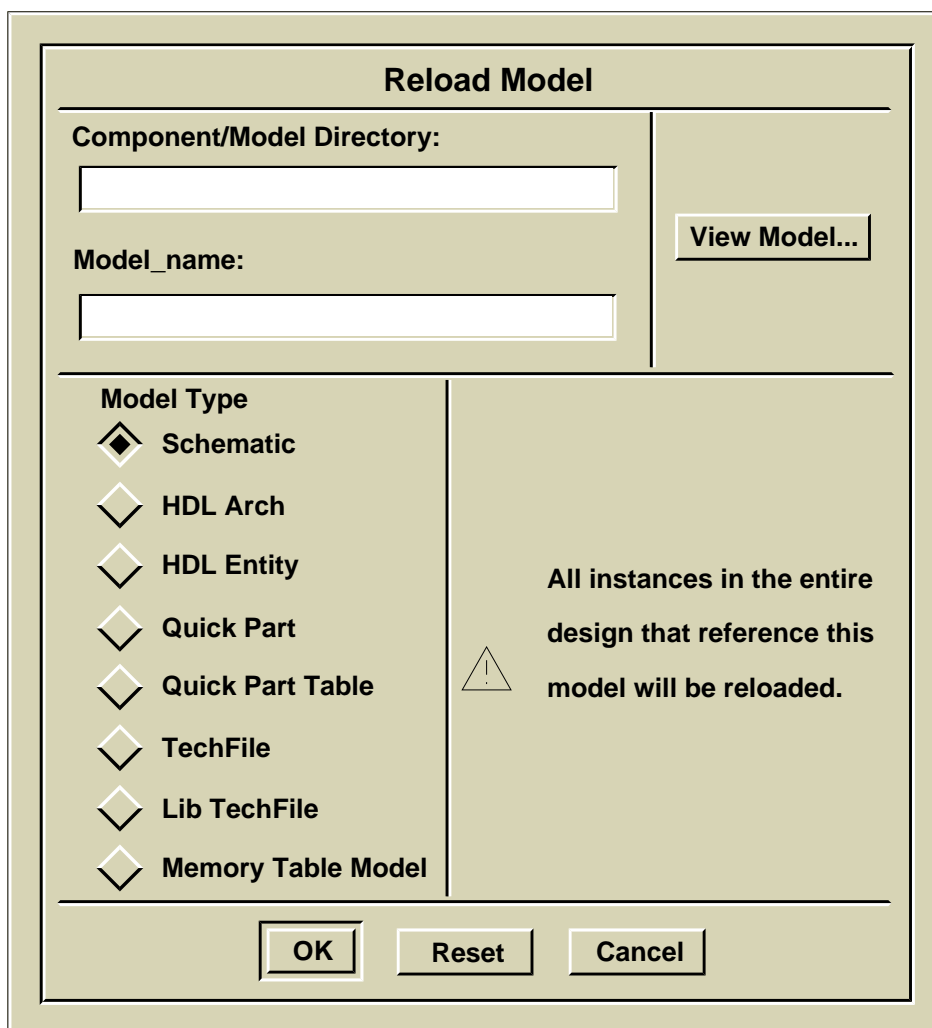 Reload Model
Component/Model Directory:
View Model...
Model_name:
Model Type
Schematic
HDL Arch
HDL Entity
Quick Part
Quick Part Table
TechFile
Lib TechFile
Memory Table Model
All instances in the entire
design that reference this
model will be reloaded.
!
OK
Reset
Cancel